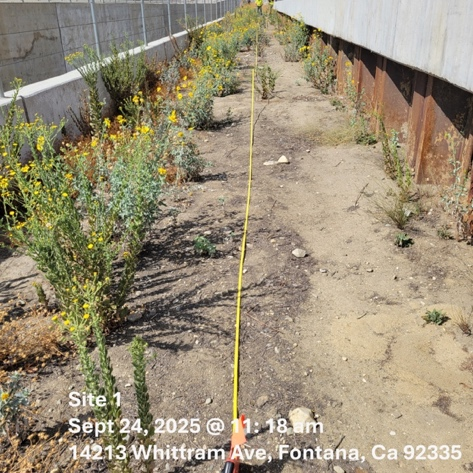 Site 1
Sept 24, 2025 @ 11: 18 am
14213 Whittram Ave, Fontana, Ca 92335